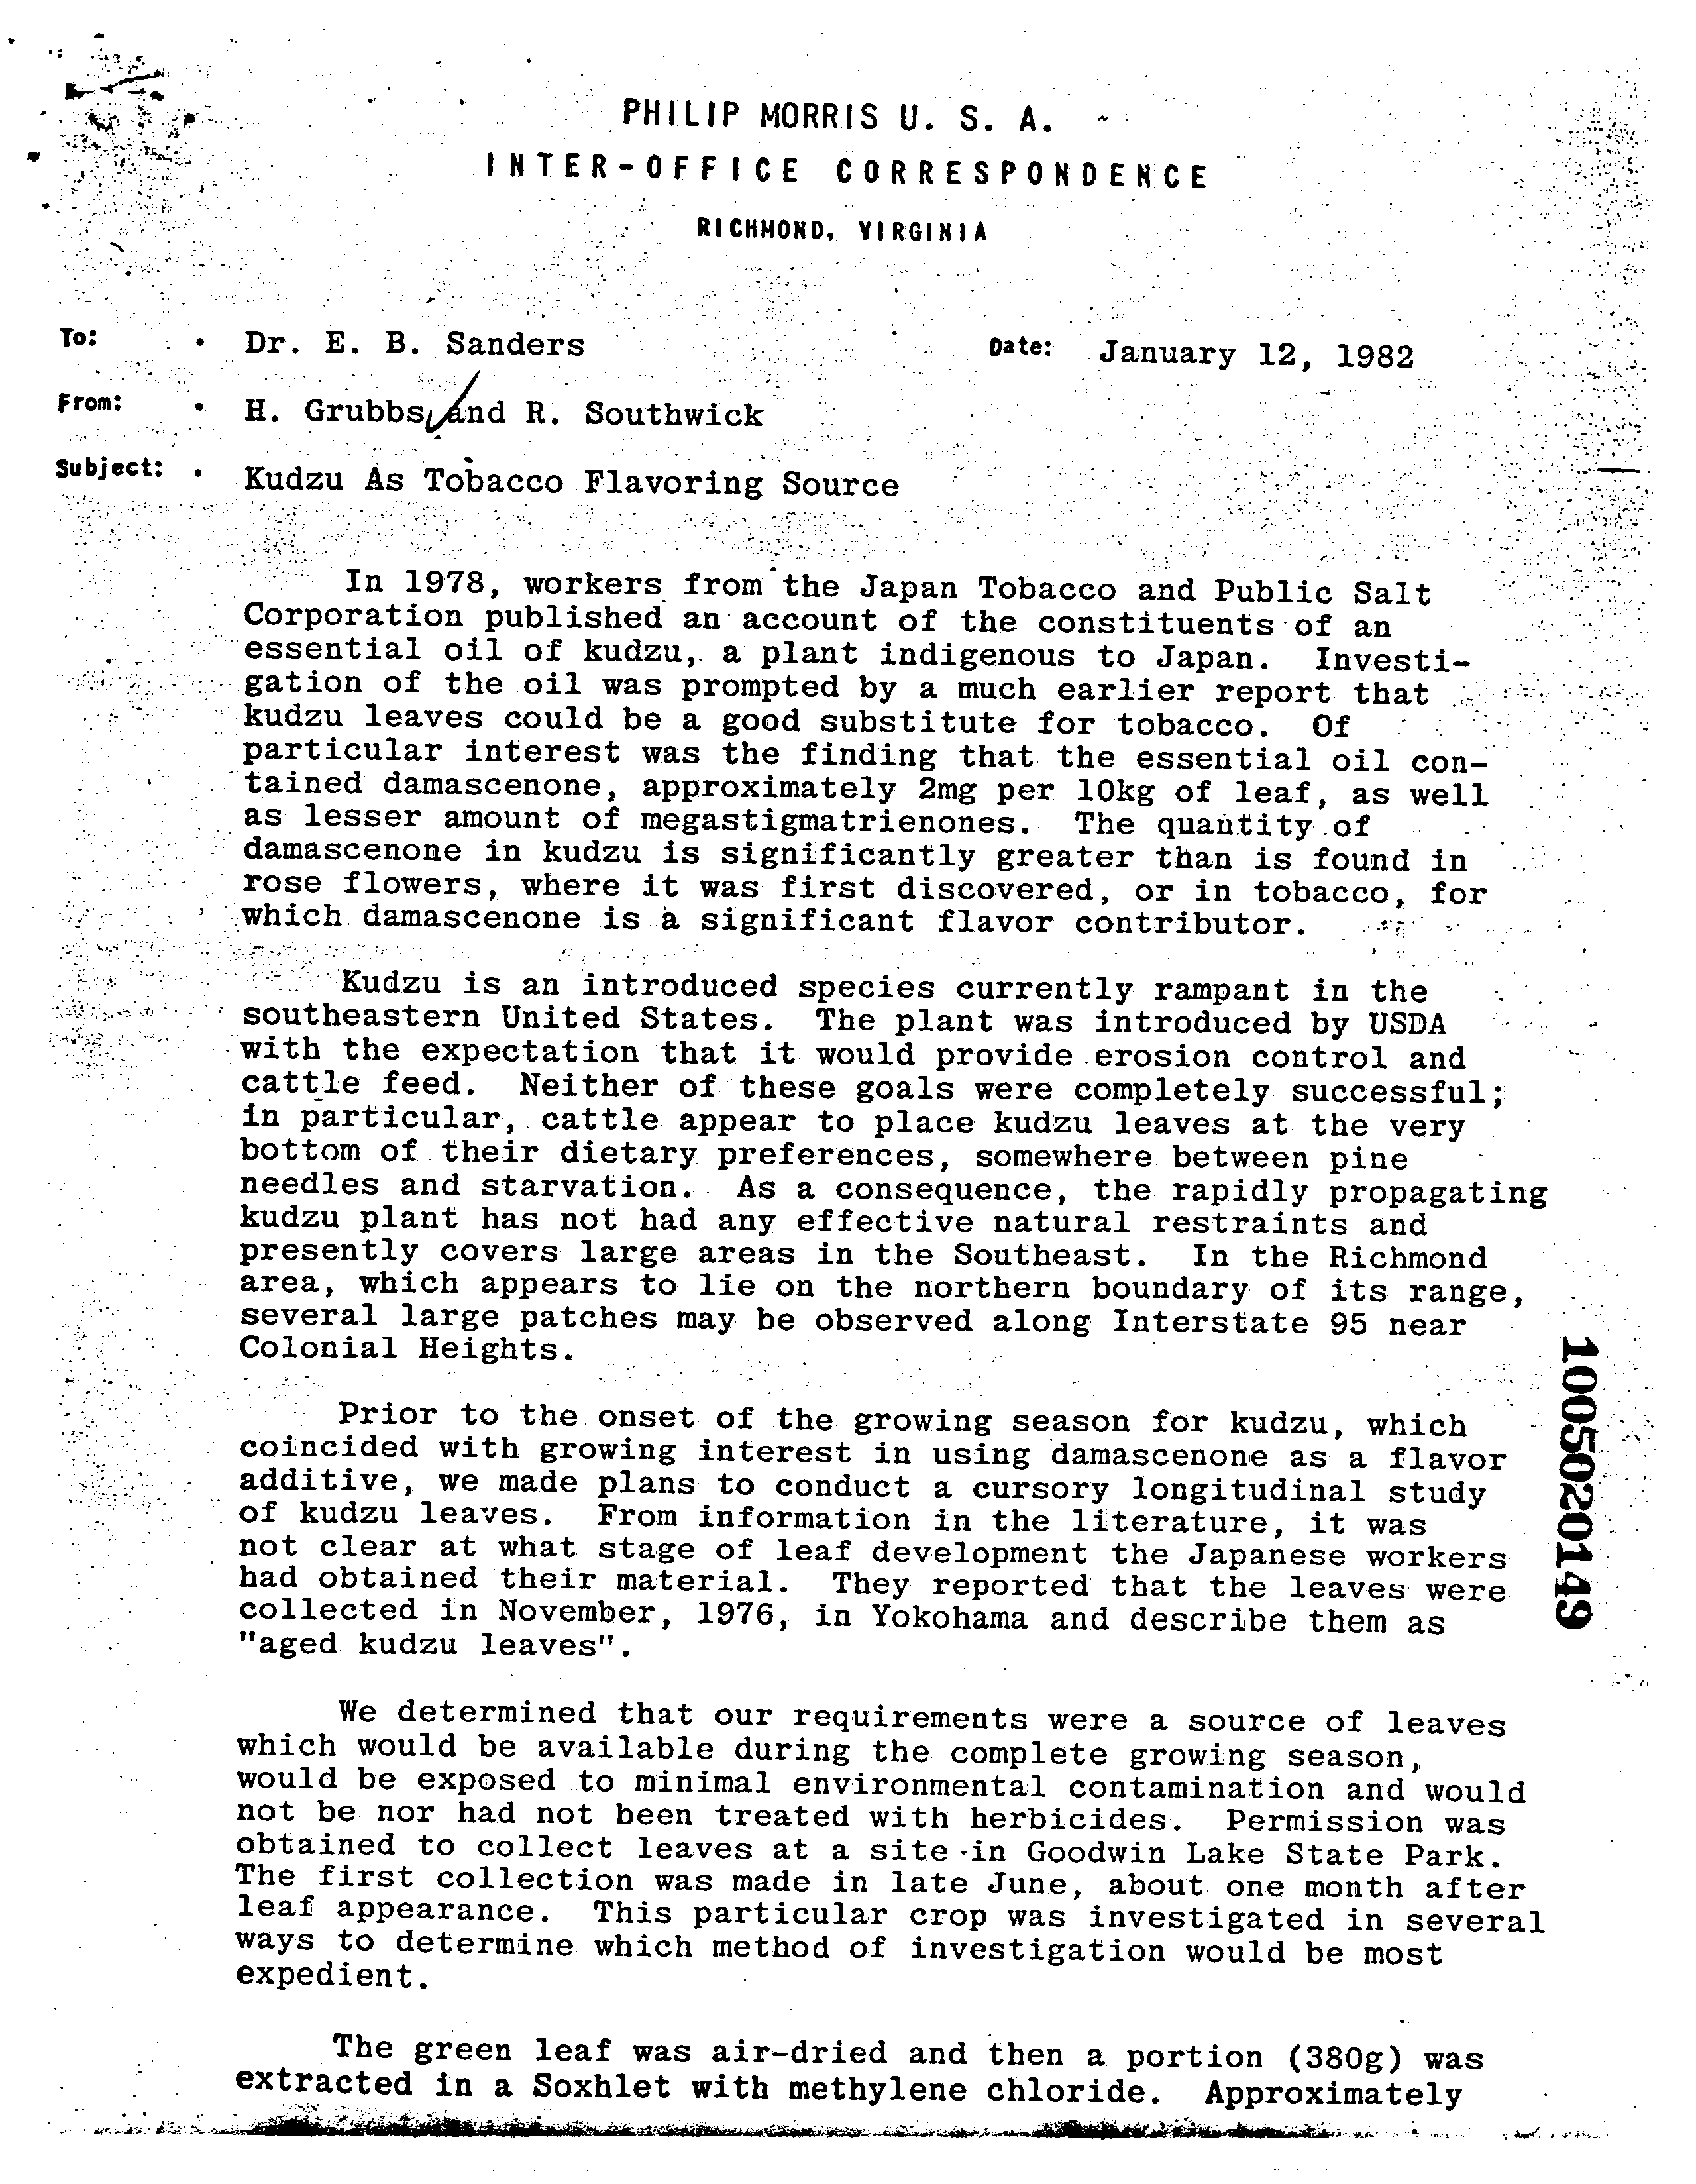 PHILIP MORRIS U. S. A.
INTER-OFFICE CORRESPONDENCE
RICHMOND, VIRGINIA
To: Dr. E. B. Sanders Date: January 12, 1982
From: H. Grubbs and R. Southwick
Subject: Kudzu As Tobacco Flavoring Source
In 1978, workers from the Japan Tobacco and Public Salt
Corporation published an account of the constituents of an
essential oil of kudzu, a plant indigenous to Japan. Investi-
gation of the oil was prompted by a much earlier report that
kudzu leaves could be a good substitute for tobacco. Of
particular interest was the finding that the essential oil con-
tained damascenone, approximately 2mg per 10kg of leaf, as well
as lesser amount of megastigmatrienones. The quantity of
damascenone in kudzu is significantly greater than is found in
rose flowers, where it was first discovered, or in tobacco, for
which damascenone is a significant flavor contributor.
Kudzu is an introduced species currently rampant in the
southeastern United States. The plant was introduced by USDA
with the expectation that it would provide erosion control and
cattle feed. Neither of these goals were completely successful;
in particular, cattle appear to place kudzu leaves at the very
bottom of their dietary preferences, somewhere between pine
needles and starvation. As a consequence, the rapidly propagating
kudzu plant has not had any effective natural restraints and
presently covers large areas in the Southeast. In the Richmond
area, which appears to lie on the northern boundary of its range,
several large patches may be observed along Interstate 95 near
Colonial Heights.
Prior to the onset of the growing season for kudzu, which
coincided with growing interest in using damascenone as a flavor
additive, we made plans to conduct a cursory longitudinal study
of kudzu leaves. From information in the literature, it was
not clear at what stage of leaf development the Japanese workers
had obtained their material. They reported that the leaves were
collected in November, 1976, in Yokohama and describe them as
"aged kudzu leaves".
We determined that our requirements were a source of leaves
which would be available during the complete growing season,
would be exposed to minimal environmental contamination and would
not be nor had not been treated with herbicides. Permission was
obtained to collect leaves at a site in Goodwin Lake State Park.
The first collection was made in late June, about one month after
leaf appearance. This particular crop was investigated in several
ways to determine which method of investigation would be most
expedient.
The green leaf was air-dried and then a portion (380g) was
extracted in a Soxhlet with methylene chloride. Approximately
1005020149